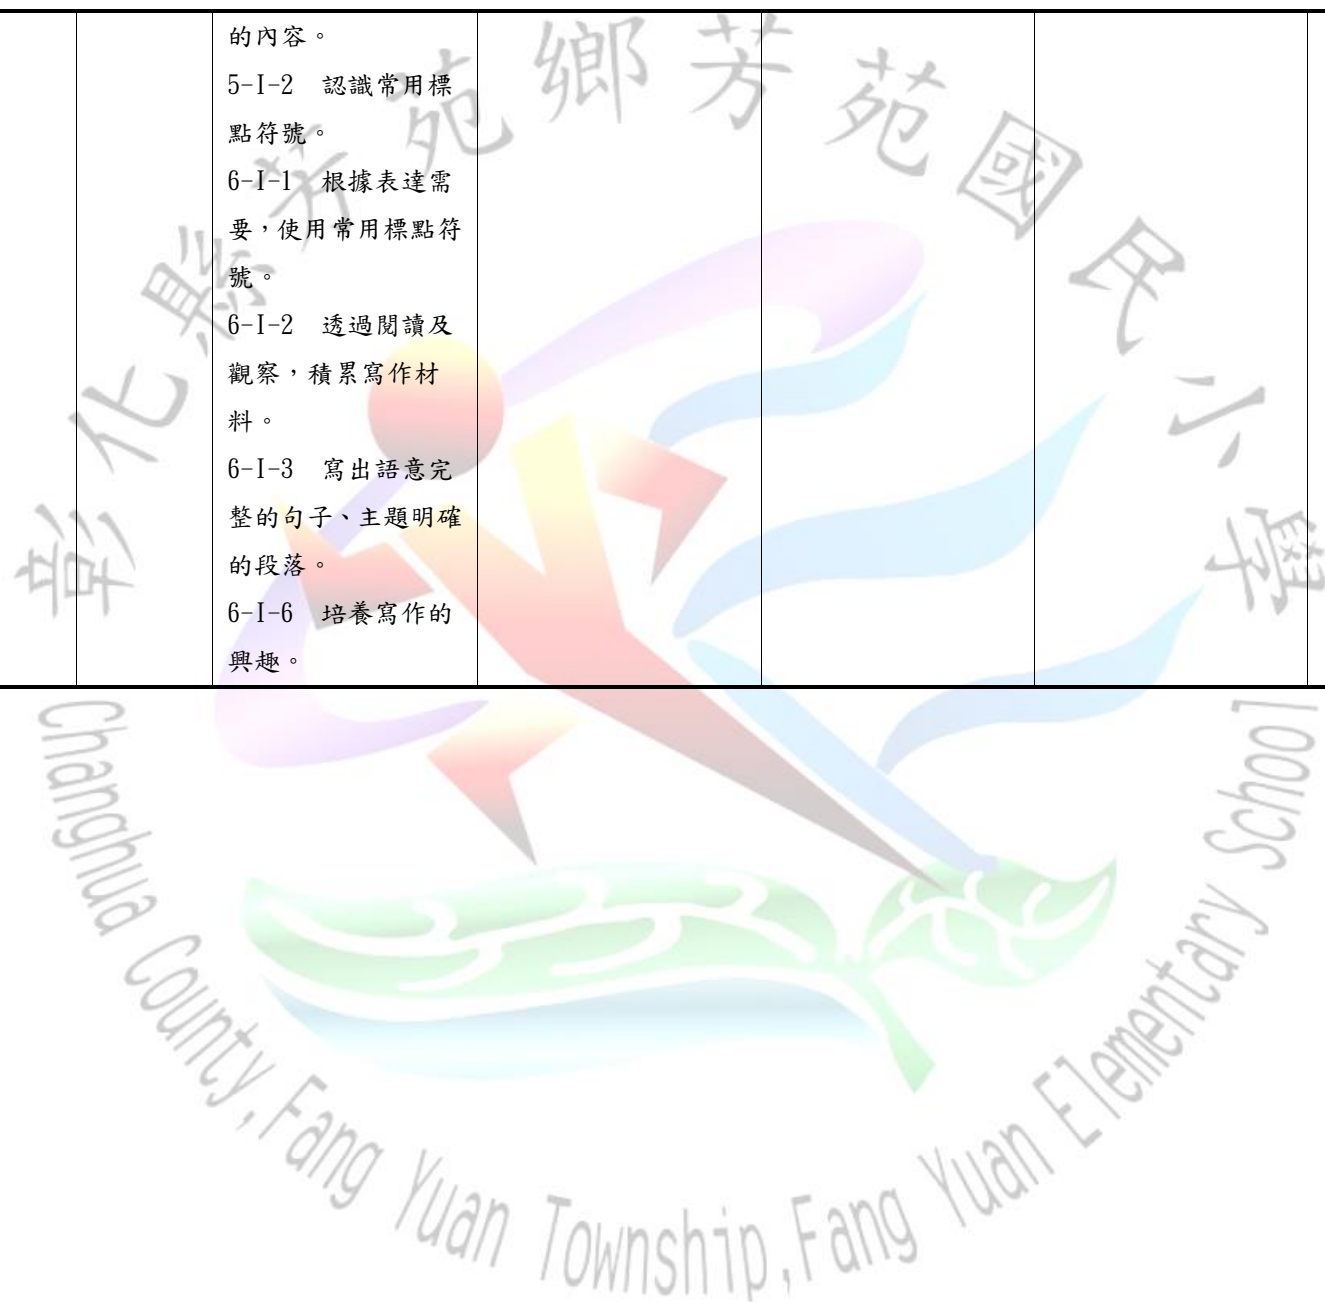 的內容。
5-I-2 認識常用標
點符號。
6-I-1 根據表達需
要，使用常用標點符
號。
6-I-2 透過閱讀及
觀察，積累寫作材
料。
6-I-3 寫出語意完
整的句子、主題明確
的段落。
6-I-6 培養寫作的
興趣。
彰化縣芳苑鄉芳苑國民小學
Changhua County, Fang Yuan Township, Fang Yuan Elementary School